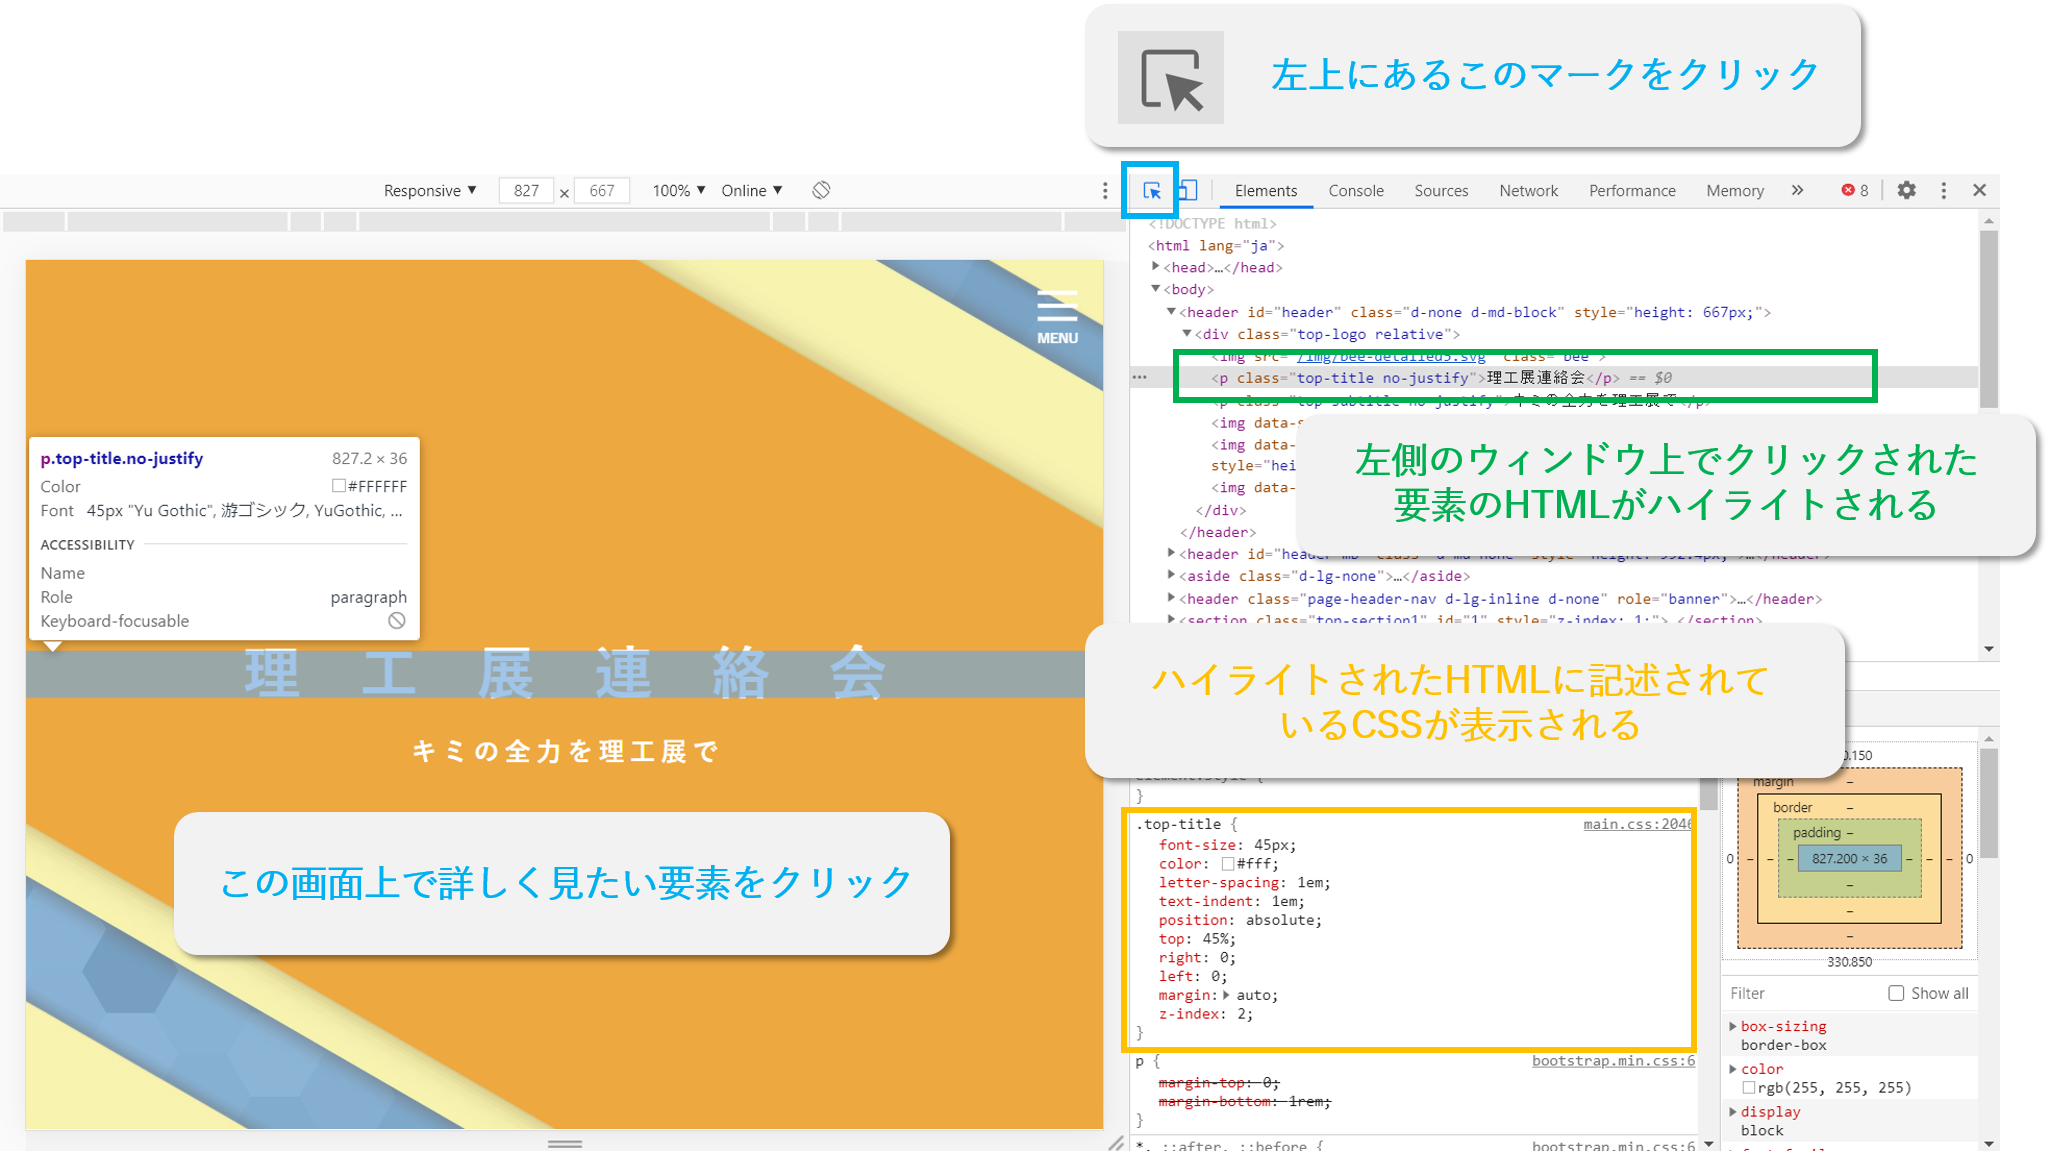 左上にあるこのマークをクリック
Responsive ▼ 827 × 667 100% ▼ Online ▼
Elements Console Sources Network Performance Memory » 8
<!DOCTYPE html>
<html lang="ja">
<head>…</head>
<body>
<header id="header" class="d-none d-md-block" style="height: 667px;">
<div class="top-logo relative">
<img src="/img/bee-detailed5.svg" class="bee">
<p class="top-title no-justify">理工展連絡会</p> == $0
<p class="top-subtitle no-justify">キミの全力を理工展で</p>
<img data-s
<img data-
style="hei
<img data-
</div>
</header>
左側のウィンドウ上でクリックされた
要素のHTMLがハイライトされる
<header id="header-mb" class="d-md-none" style="height: 992.4px;">…</header>
<aside class="d-lg-none">…</aside>
<header class="page-header-nav d-lg-inline d-none" role="banner">…</header>
<section class="top-section1" id="1" style="z-index: 1;">…</section>
MENU
p.top-title.no-justify 827.2 × 36
Color #FFFFFF
Font 45px "Yu Gothic", 游ゴシック, YuGothic, ...
ACCESSIBILITY
Name
Role paragraph
Keyboard-focusable
理工展連絡会
キミの全力を理工展で
この画面上で詳しく見たい要素をクリック
ハイライトされたHTMLに記述されて
いるCSSが表示される
element.style {
}
.top-title { main.css:2046
font-size: 45px;
color: #fff;
letter-spacing: 1em;
text-indent: 1em;
position: absolute;
top: 45%;
right: 0;
left: 0;
margin: auto;
z-index: 2;
}
p { bootstrap.min.css:6
margin-top: 0;
margin-bottom: 1rem;
}
*, ::after, ::before { bootstrap.min.css:6
0.150
margin –
border –
padding –
0 – – – 827.200 × 36 – – – 0
–
–
–
330.850
Filter Show all
box-sizing
border-box
color
rgb(255, 255, 255)
display
block